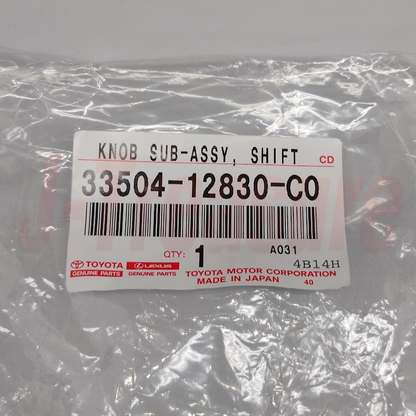 KNOB SUB-ASSY, SHIFT CD
33504-12830-C0
QTY: 1 A031
4B14H
TOYOTA LEXUS TOYOTA MOTOR CORPORATION
GENUINE PARTS GENUINE PARTS MADE IN JAPAN 40